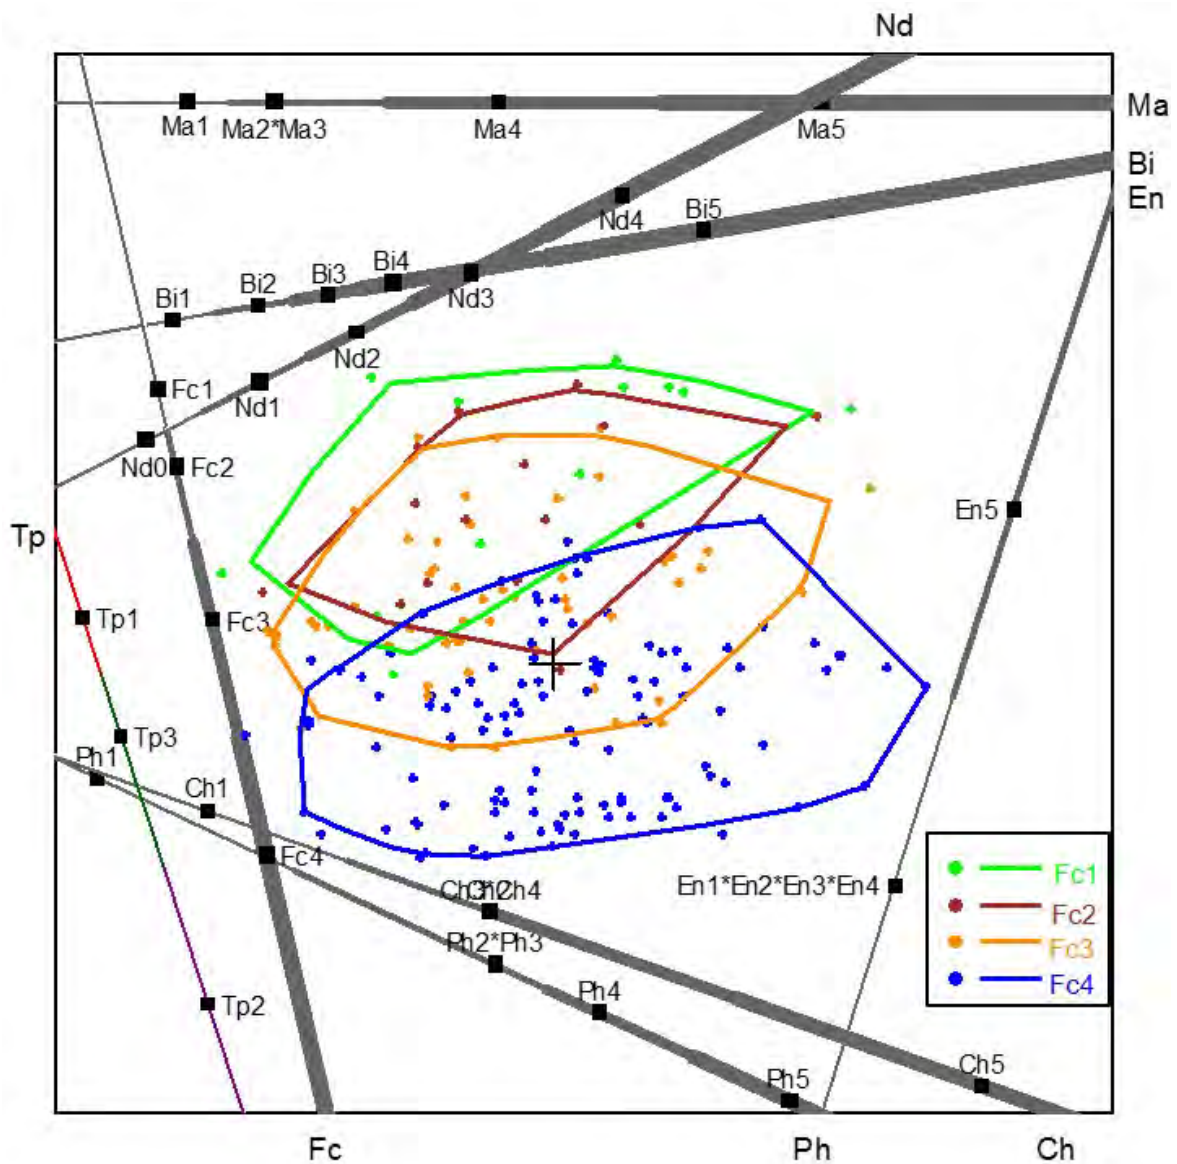 Nd
Ma
Ma1
Ma2*Ma3
Ma4
Ma5
Bi
En
Nd4
Bi5
Bi4
Bi3
Bi2
Bi1
Nd3
Nd2
Fc1
Nd1
Nd0
Fc2
En5
Tp
Tp1
Fc3
Tp3
Ph1
Ch1
Fc4
En1*En2*En3*En4
Fc1
Fc2
Fc3
Fc4
Ph2*Ph3
Ph4
Tp2
Ch5
Ph5
Fc
Ph
Ch